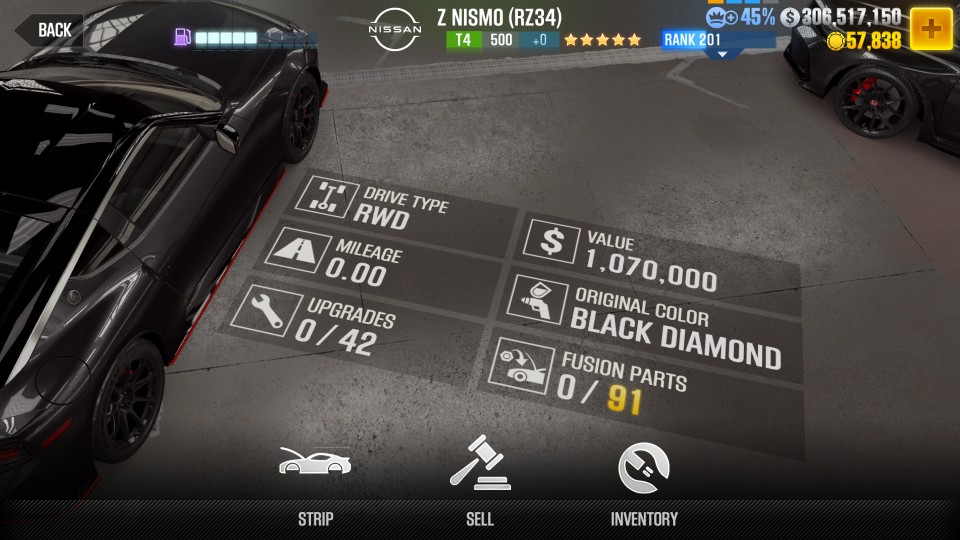 BACK
NISSAN
Z NISMO (RZ34)
T4 500 +0
RANK 201
45%
306,517,150
57,838
DRIVE TYPE
RWD
MILEAGE
0.00
UPGRADES
0 / 42
VALUE
1,070,000
ORIGINAL COLOR
BLACK DIAMOND
FUSION PARTS
0 / 91
STRIP
SELL
INVENTORY